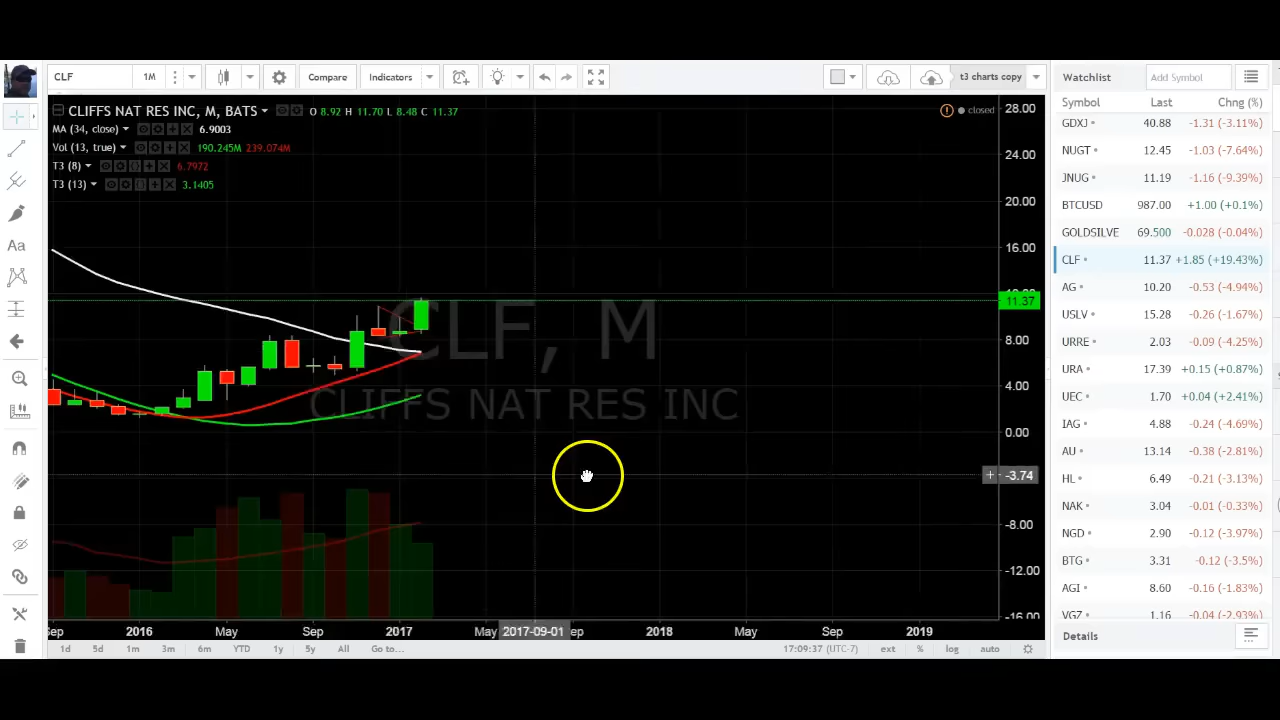 CLF 1M Compare Indicators t3 charts copy Watchlist Add Symbol
CLIFFS NAT RES INC, M, BATS O 8.92 H 11.70 L 8.48 C 11.37
MA (34, close) 6.9003
Vol (13, true) 190.245M 239.074M
T3 (8) 6.7972
T3 (13) 3.1405
closed
28.00
24.00
20.00
16.00
11.37
8.00
4.00
0.00
-3.74
-8.00
-12.00
-16.00
CLF, M
CLIFFS NAT RES INC
Aa
Sep 2016 May Sep 2017 May 2017-09-01 ep 2018 May Sep 2019
1d 5d 1m 3m 6m YTD 1y 5y All Go to... 17:09:37 (UTC-7) ext % log auto
Symbol Last Chng (%)
GDXJ 40.88 -1.31 (-3.11%)
NUGT 12.45 -1.03 (-7.64%)
JNUG 11.19 -1.16 (-9.39%)
BTCUSD 987.00 +1.00 (+0.1%)
GOLDSILVE 69.500 -0.028 (-0.04%)
CLF 11.37 +1.85 (+19.43%)
AG 10.20 -0.53 (-4.94%)
USLV 15.28 -0.26 (-1.67%)
URRE 2.03 -0.09 (-4.25%)
URA 17.39 +0.15 (+0.87%)
UEC 1.70 +0.04 (+2.41%)
IAG 4.88 -0.24 (-4.69%)
AU 13.14 -0.38 (-2.81%)
HL 6.49 -0.21 (-3.13%)
NAK 3.04 -0.01 (-0.33%)
NGD 2.90 -0.12 (-3.97%)
BTG 3.31 -0.12 (-3.5%)
AGI 8.60 -0.16 (-1.83%)
VGZ 1.16 -0.04 (-2.93%)
Details